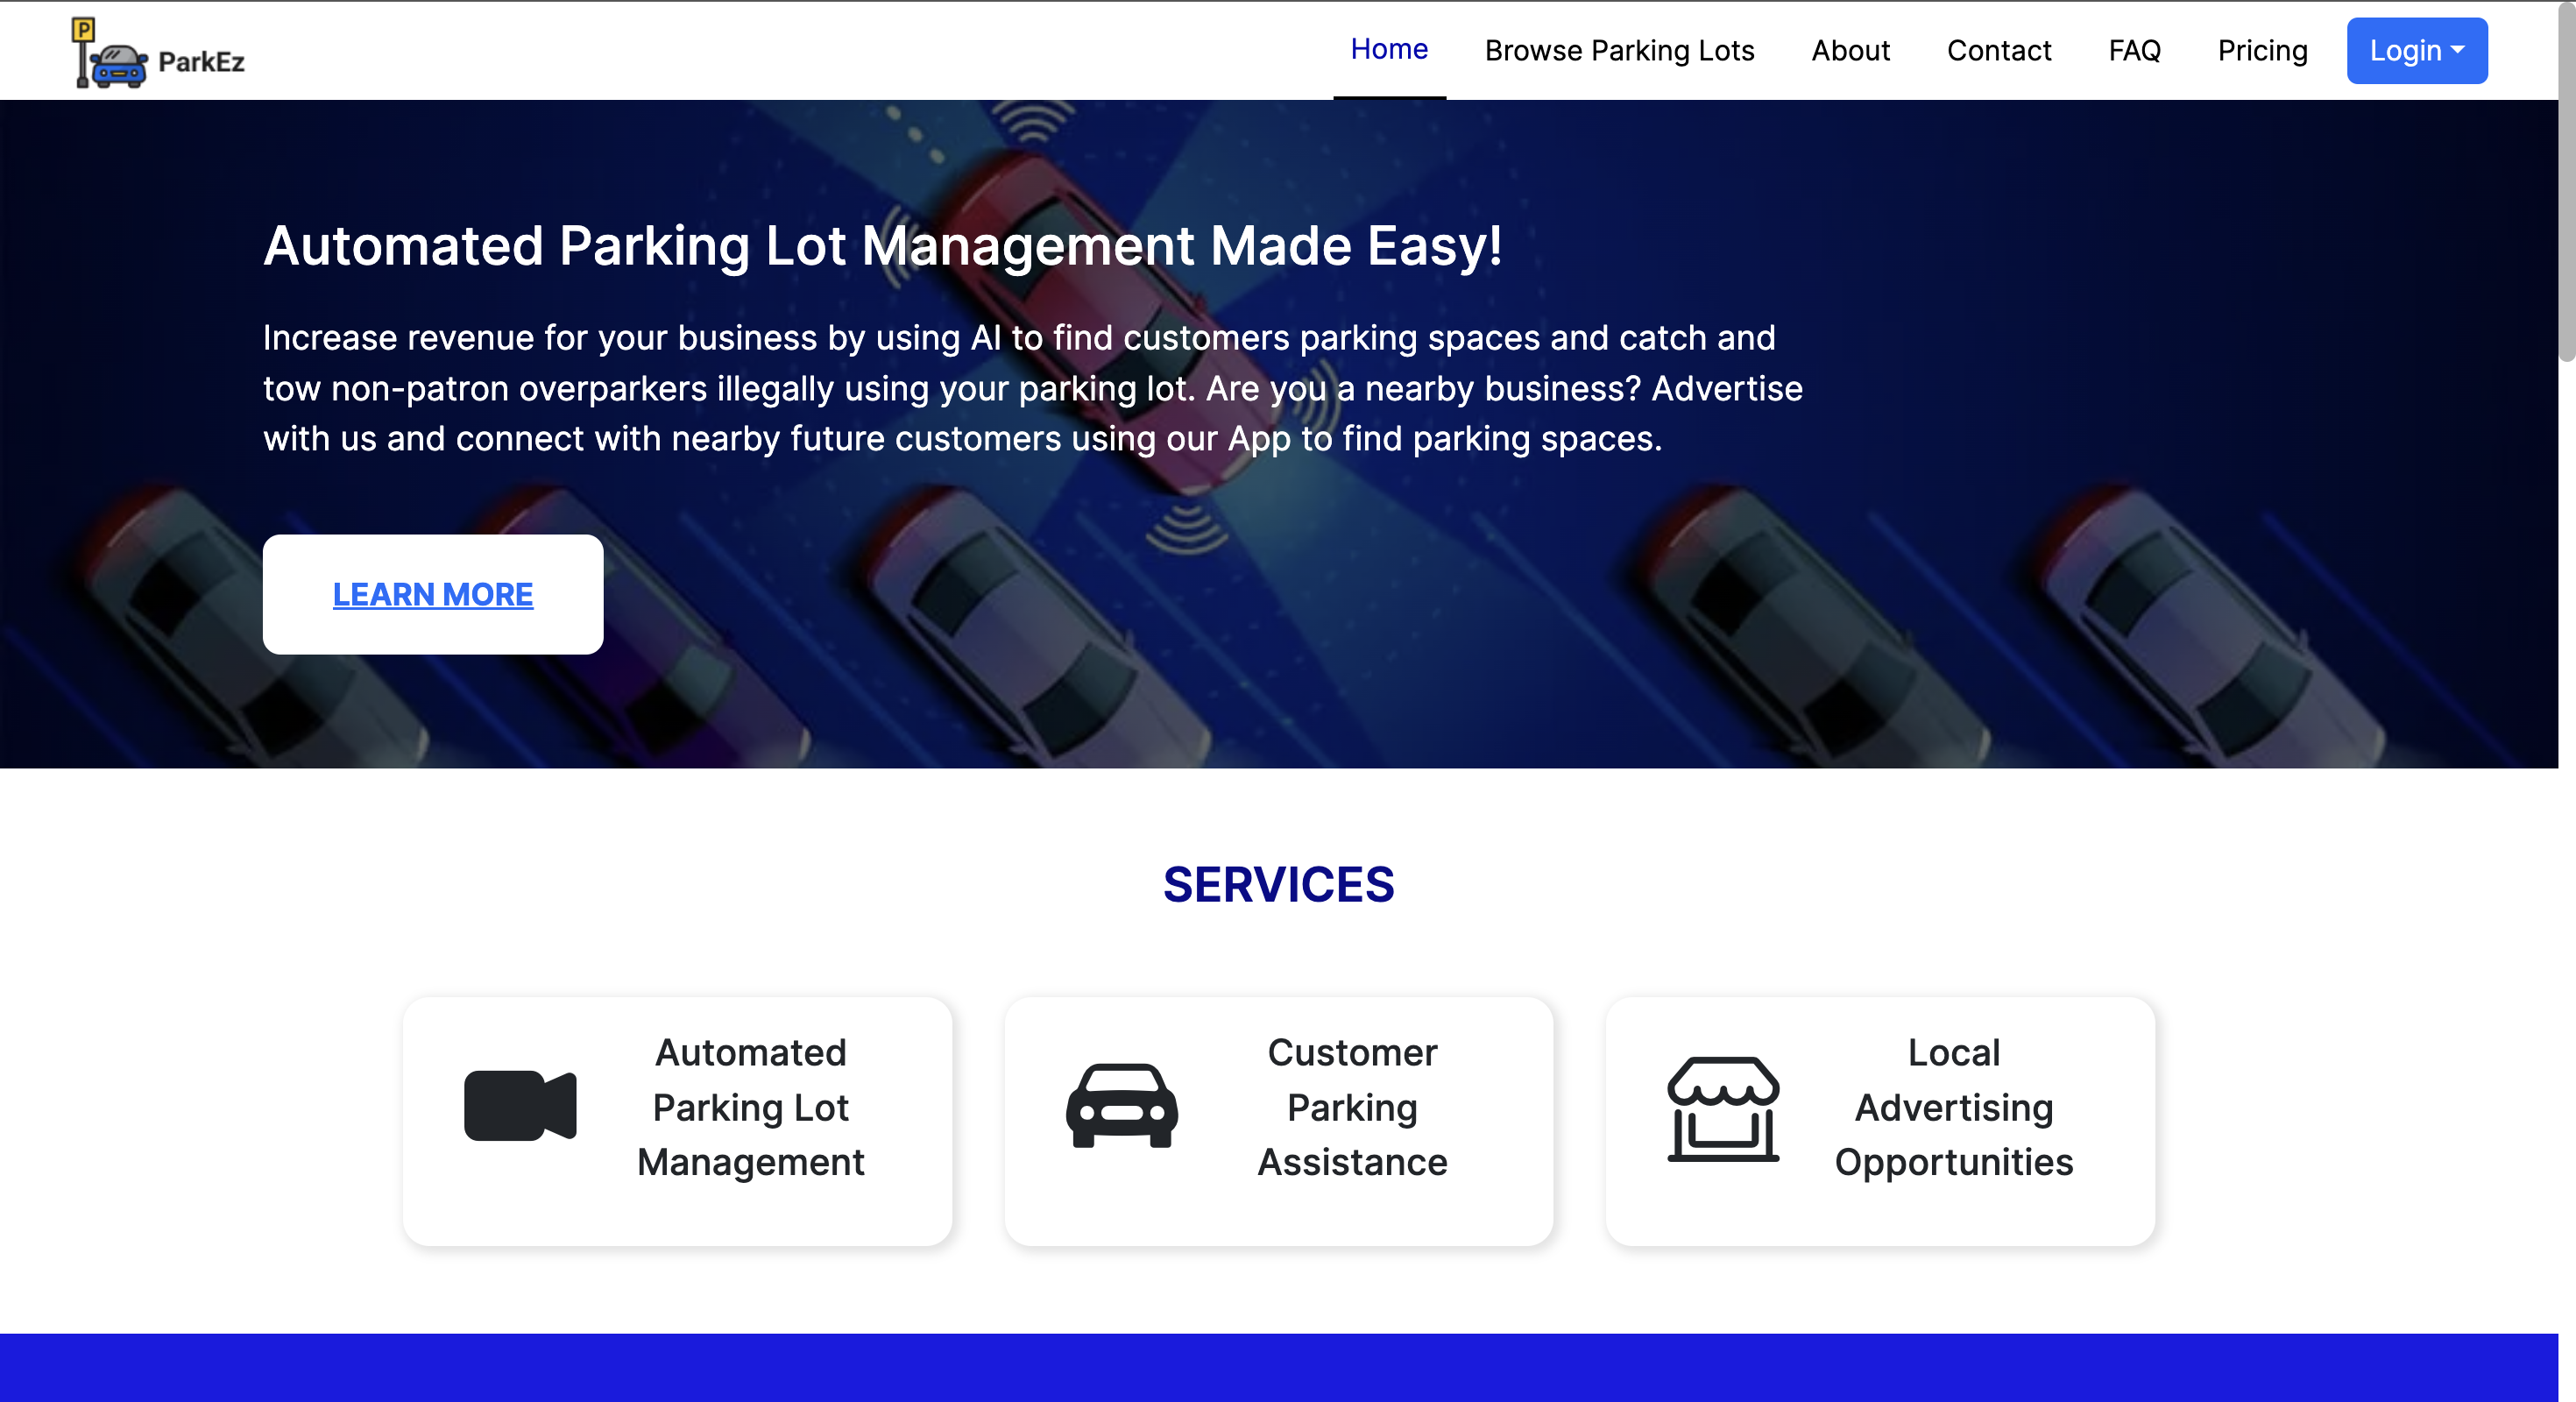 P
ParkEz
Home
Browse Parking Lots
About
Contact
FAQ
Pricing
Login
Automated Parking Lot Management Made Easy!
Increase revenue for your business by using AI to find customers parking spaces and catch and
tow non-patron overparkers illegally using your parking lot. Are you a nearby business? Advertise
with us and connect with nearby future customers using our App to find parking spaces.
LEARN MORE
SERVICES
Automated
Parking Lot
Management
Customer
Parking
Assistance
Local
Advertising
Opportunities